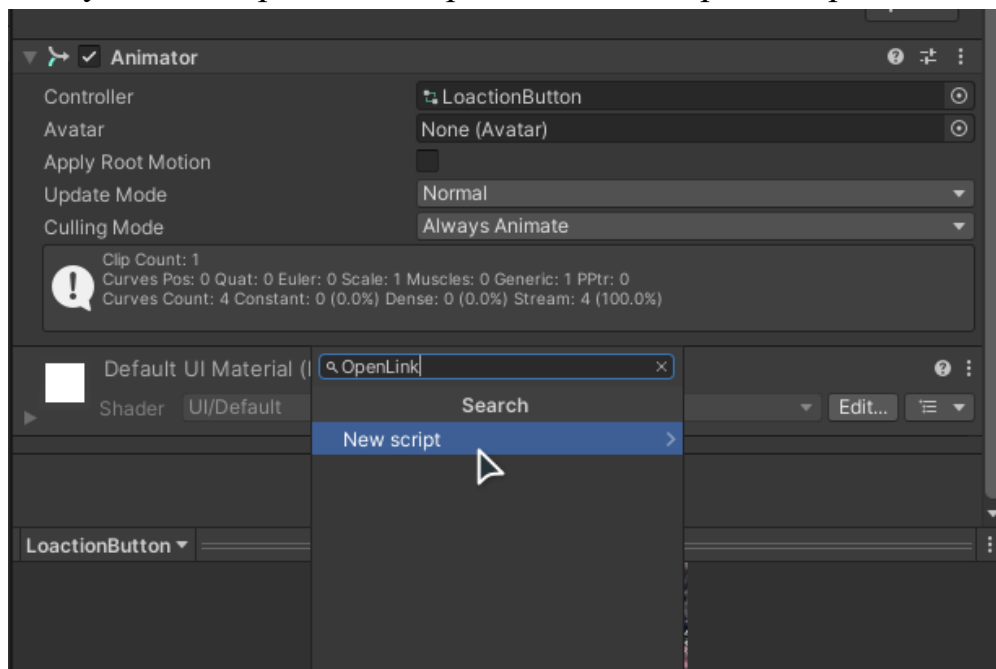 Animator
Controller LoactionButton
Avatar None (Avatar)
Apply Root Motion
Update Mode Normal
Culling Mode Always Animate
Clip Count: 1
Curves Pos: 0 Quat: 0 Euler: 0 Scale: 1 Muscles: 0 Generic: 1 PPtr: 0
Curves Count: 4 Constant: 0 (0.0%) Dense: 0 (0.0%) Stream: 4 (100.0%)
Default UI Material (
OpenLink
Shader UI/Default Edit...
Search
New script
LoactionButton